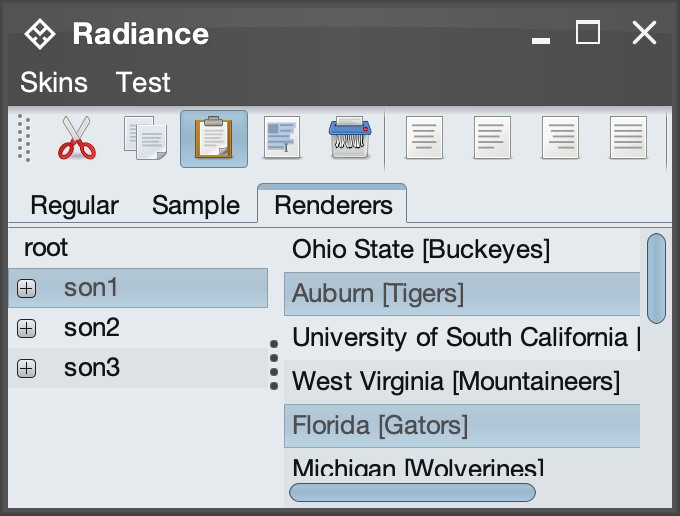 Radiance
Skins Test
Regular Sample Renderers
root
son1
son2
son3
Ohio State [Buckeyes]
Auburn [Tigers]
University of South California [
West Virginia [Mountaineers]
Florida [Gators]
Michigan [Wolverines]